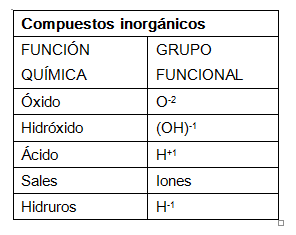 Compuestos inorgánicos
FUNCIÓN QUÍMICA GRUPO FUNCIONAL
Óxido O-2
Hidróxido (OH)-1
Ácido H+1
Sales Iones
Hidruros H-1